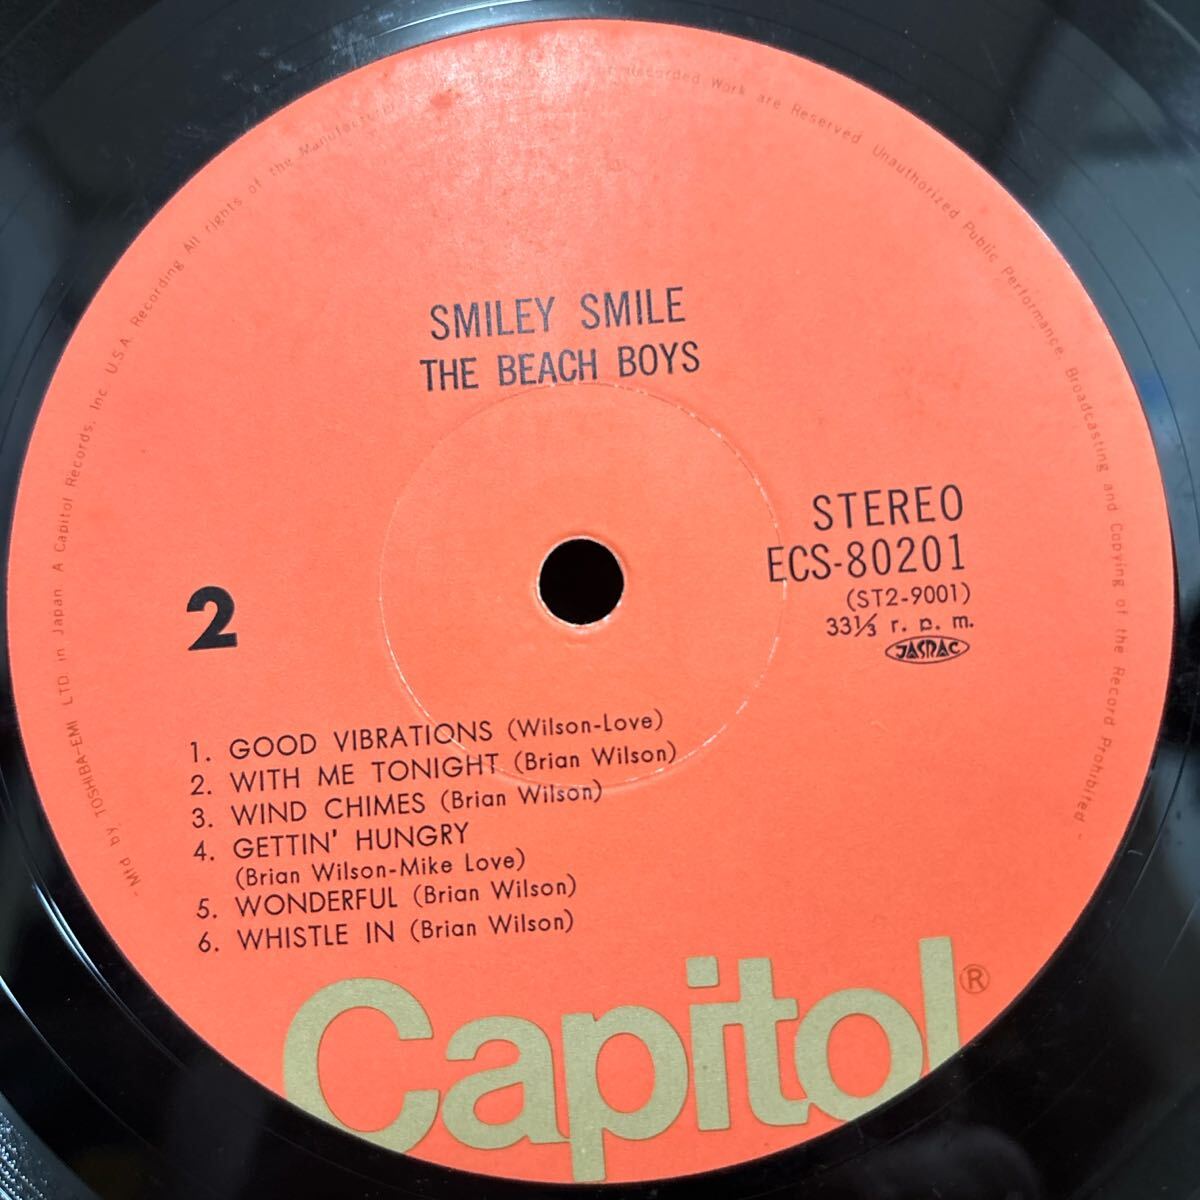 SMILEY SMILE
THE BEACH BOYS
STEREO
ECS-80201
(ST2-9001)
33⅓ r. p. m.
JASRAC
2
1. GOOD VIBRATIONS (Wilson-Love)
2. WITH ME TONIGHT (Brian Wilson)
3. WIND CHIMES (Brian Wilson)
4. GETTIN' HUNGRY
(Brian Wilson-Mike Love)
5. WONDERFUL (Brian Wilson)
6. WHISTLE IN (Brian Wilson)
Capitol®
-Mfd by TOSHIBA-EMI LTD in Japan. A Capitol Records, Inc U.S.A. Recording All rights of the Manufacturer Recorded Work are Reserved Unauthorized Public Performance, Broadcasting and Copying of the Record Prohibited-